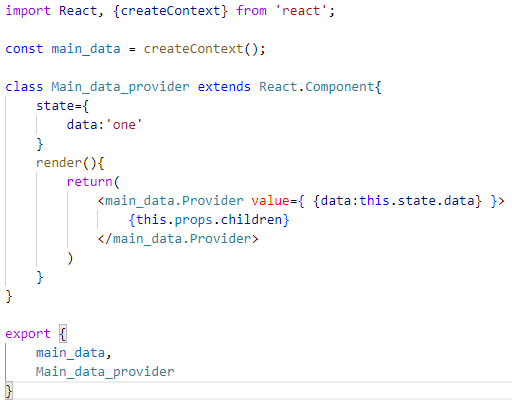 import React, {createContext} from 'react';
const main_data = createContext();
class Main_data_provider extends React.Component{
state={
data:'one'
}
render(){
return(
<main_data.Provider value={ {data:this.state.data} }>
{this.props.children}
</main_data.Provider>
)
}
}
export {
main_data,
Main_data_provider
}